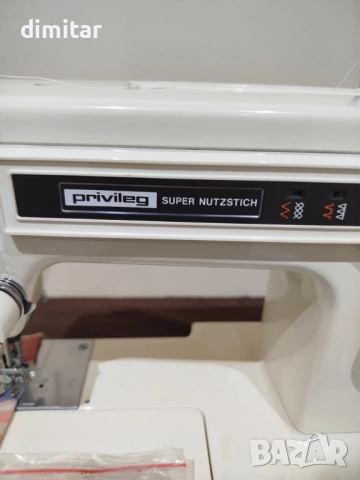 dimitar
privileg SUPER NUTZSTICH
BAZAR